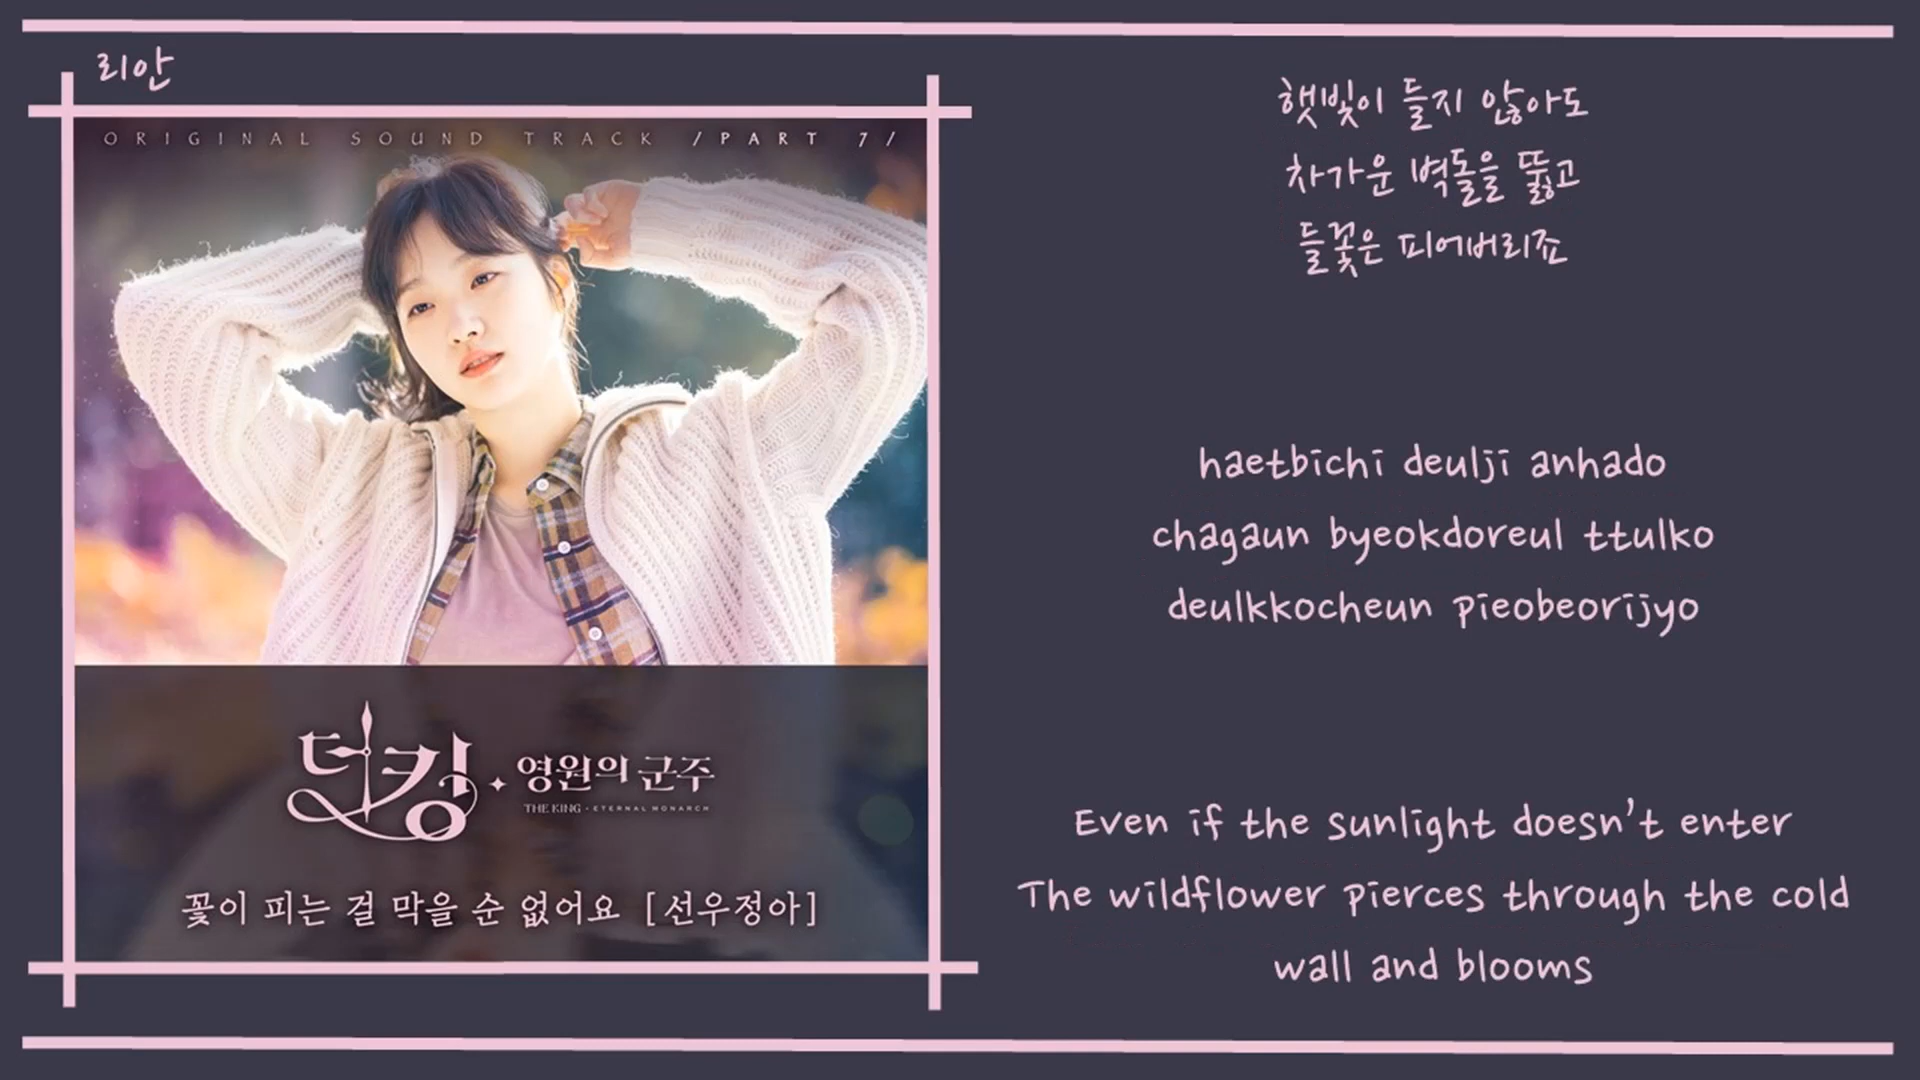 리안
ORIGINAL SOUND TRACK /PART 7/
더킹
영원의 군주
THE KING · ETERNAL MONARCH
꽃이 피는 걸 막을 순 없어요 [선우정아]
햇빛이 들지 않아도
차가운 벽돌을 뚫고
들꽃은 피어버리죠
haetbichi deulji anhado
chagaun byeokdoreul ttulko
deulkkocheun pieobeorijyo
Even if the sunlight doesn't enter
The wildflower pierces through the cold
wall and blooms